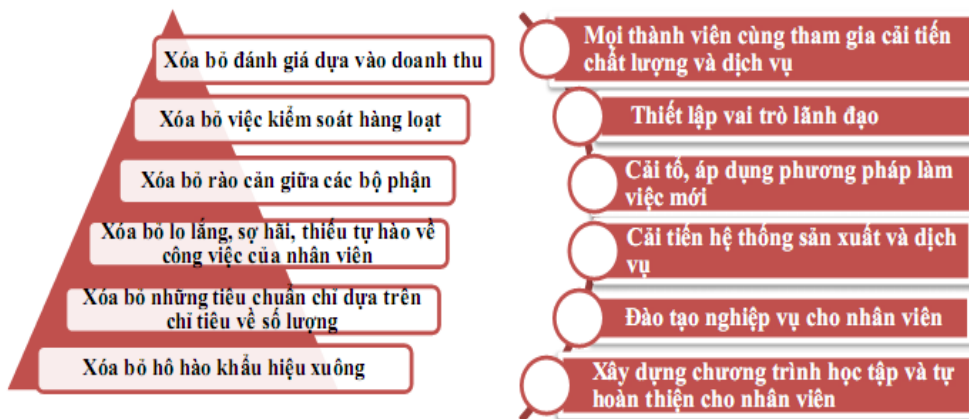 Xóa bỏ đánh giá dựa vào doanh thu
Xóa bỏ việc kiểm soát hàng loạt
Xóa bỏ rào cản giữa các bộ phận
Xóa bỏ lo lắng, sợ hãi, thiếu tự hào về
công việc của nhân viên
Xóa bỏ những tiêu chuẩn chỉ dựa trên
chỉ tiêu về số lượng
Xóa bỏ hô hào khẩu hiệu xuông
Mọi thành viên cùng tham gia cải tiến
chất lượng và dịch vụ
Thiết lập vai trò lãnh đạo
Cải tổ, áp dụng phương pháp làm
việc mới
Cải tiến hệ thống sản xuất và dịch
vụ
Đào tạo nghiệp vụ cho nhân viên
Xây dựng chương trình học tập và tự
hoàn thiện cho nhân viên